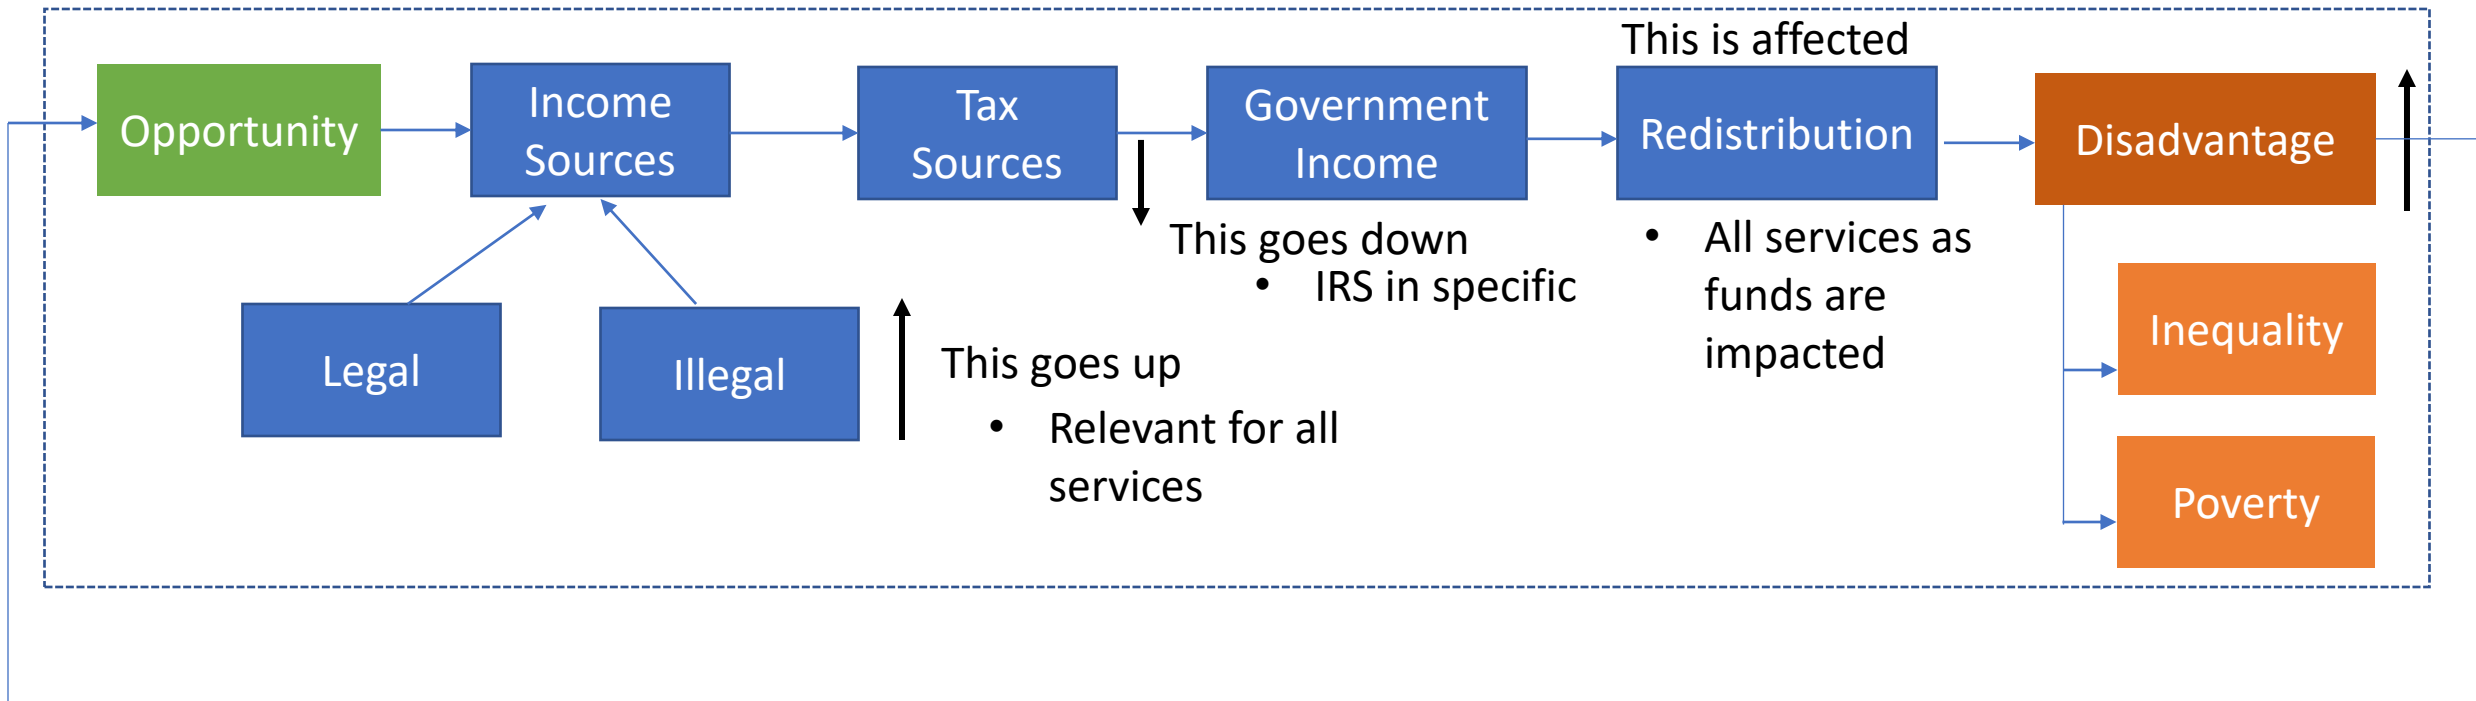 This is affected
Opportunity
Income
Sources
Tax
Sources
Government
Income
Redistribution
Disadvantage
This goes down
• IRS in specific
• All services as
funds are
impacted
Legal
Illegal
This goes up
• Relevant for all
services
Inequality
Poverty